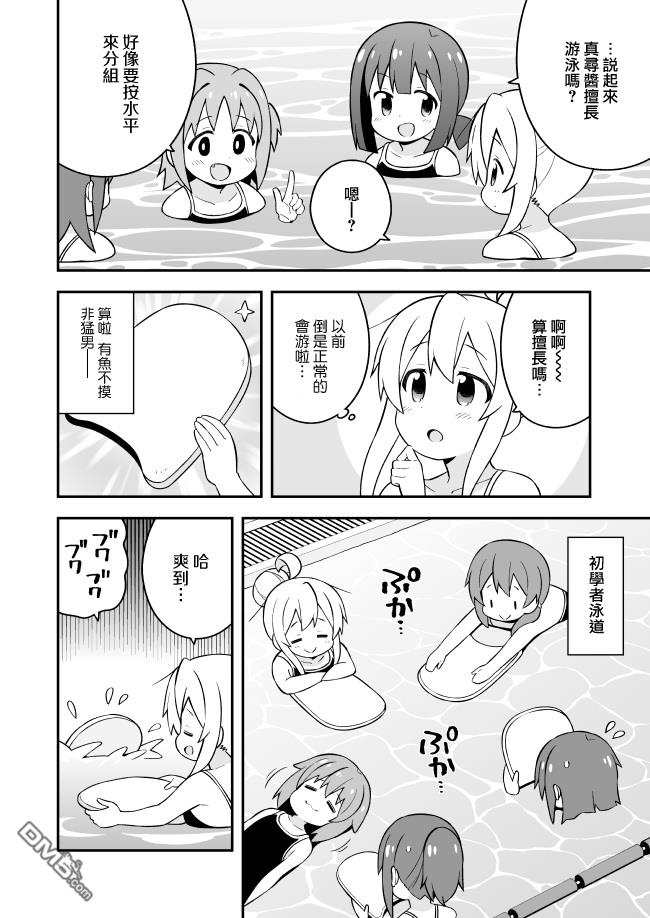 …説起來
真尋醬擅長
游泳嗎?
好像要按水平
來分組
嗯
—?
啊啊~~~
算擅長嗎…
以前
倒是正常的
會游啦…
算啦 有魚不摸
非猛男——
初學者泳道
ぷか…
ぷか…
哈
爽到…
ブワ
ブワ
ブワ
DM5.com